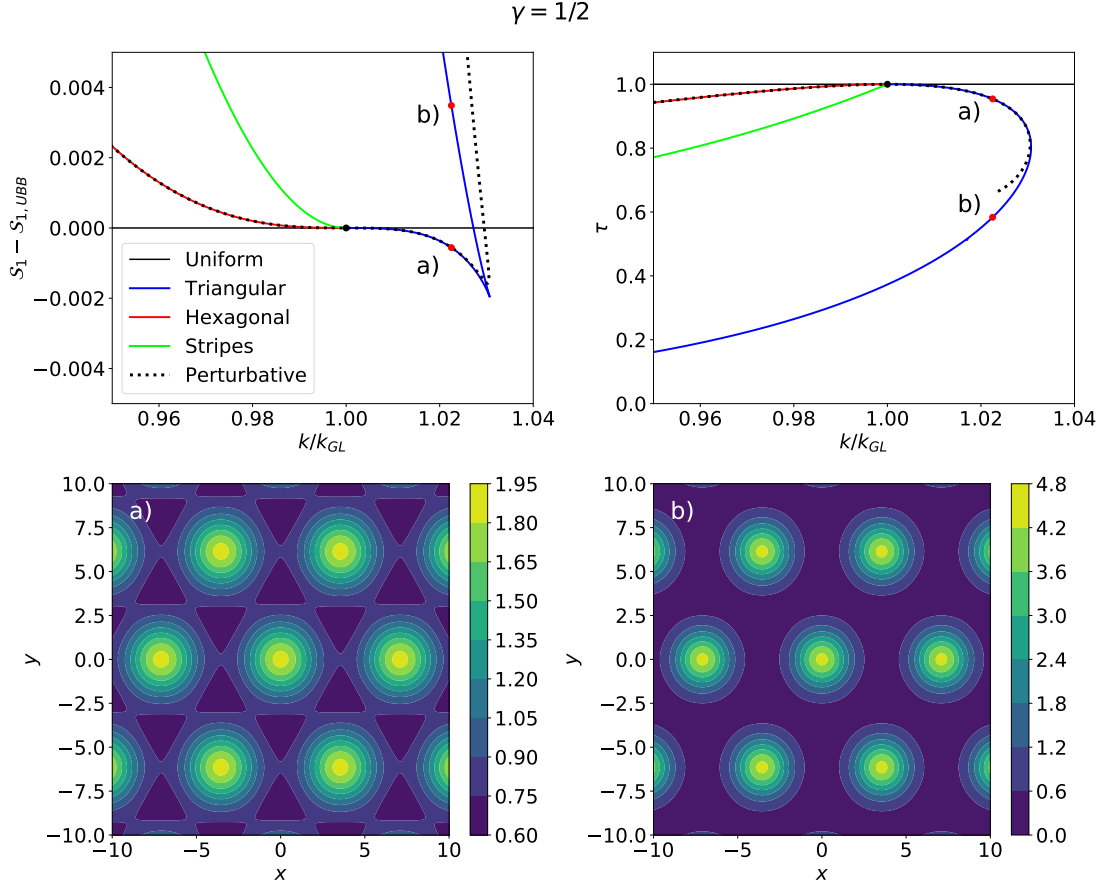 γ = 1/2
0.004
0.002
0.000
−0.002
−0.004
𝒮₁ − 𝒮₁,UBB
b)
a)
Uniform
Triangular
Hexagonal
Stripes
Perturbative
0.96 0.98 1.00 1.02 1.04
k/k_GL
1.0
0.8
0.6
0.4
0.2
0.0
τ
a)
b)
0.96 0.98 1.00 1.02 1.04
k/k_GL
10.0
7.5
5.0
2.5
0.0
−2.5
−5.0
−7.5
−10.0
y
a)
−10 −5 0 5 10
x
1.95
1.80
1.65
1.50
1.35
1.20
1.05
0.90
0.75
0.60
10.0
7.5
5.0
2.5
0.0
−2.5
−5.0
−7.5
−10.0
y
b)
−10 −5 0 5 10
x
4.8
4.2
3.6
3.0
2.4
1.8
1.2
0.6
0.0